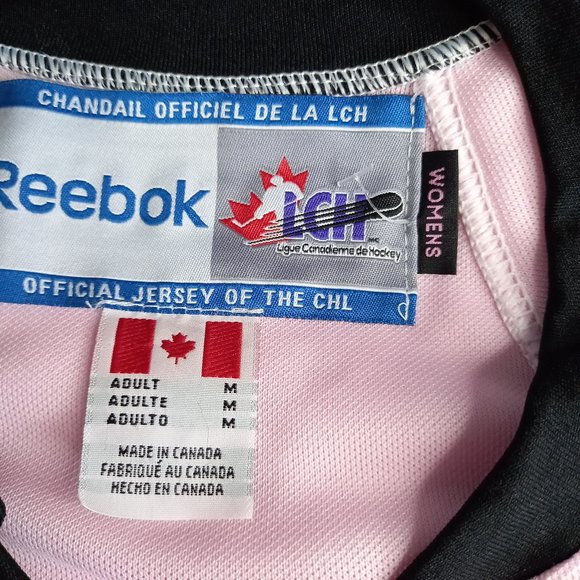 CHANDAIL OFFICIEL DE LA LCH
Reebok
LCH
MC
Ligue Canadienne de Hockey
WOMENS
OFFICIAL JERSEY OF THE CHL
ADULT M
ADULTE M
ADULTO M
MADE IN CANADA
FABRIQUÉ AU CANADA
HECHO EN CANADA